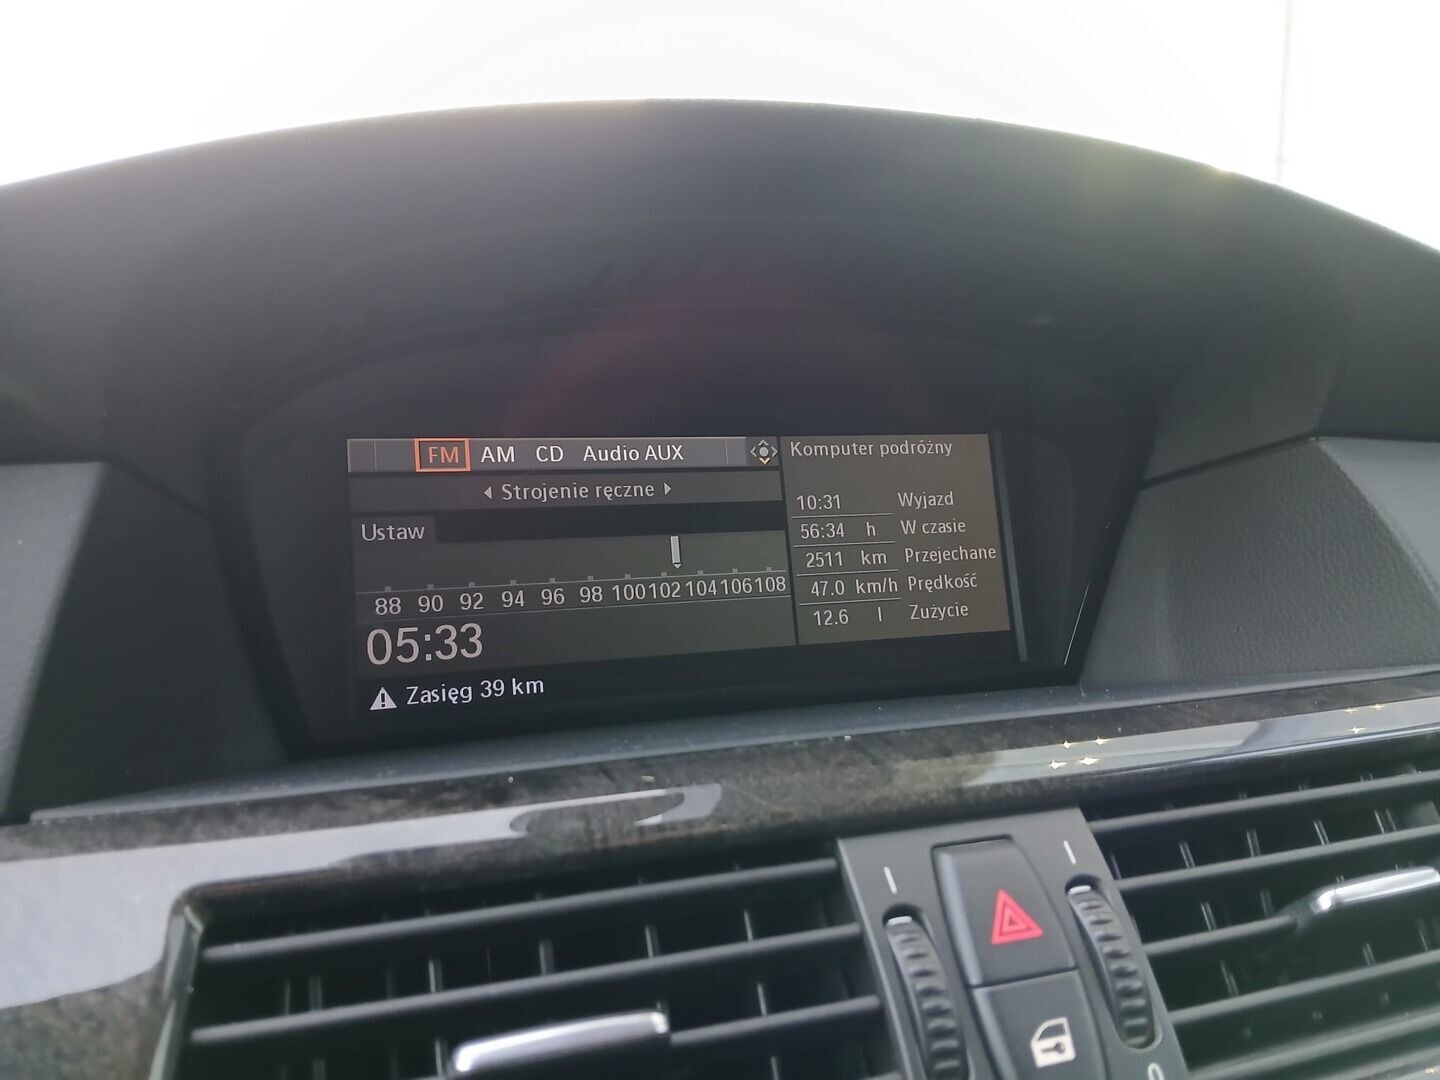 FM AM CD Audio AUX
Strojenie ręczne
Ustaw
88 90 92 94 96 98 100 102 104 106 108
05:33
Zasięg 39 km
Komputer podróżny
10:31 Wyjazd
56:34 h W czasie
2511 km Przejechane
47.0 km/h Prędkość
12.6 l Zużycie
0